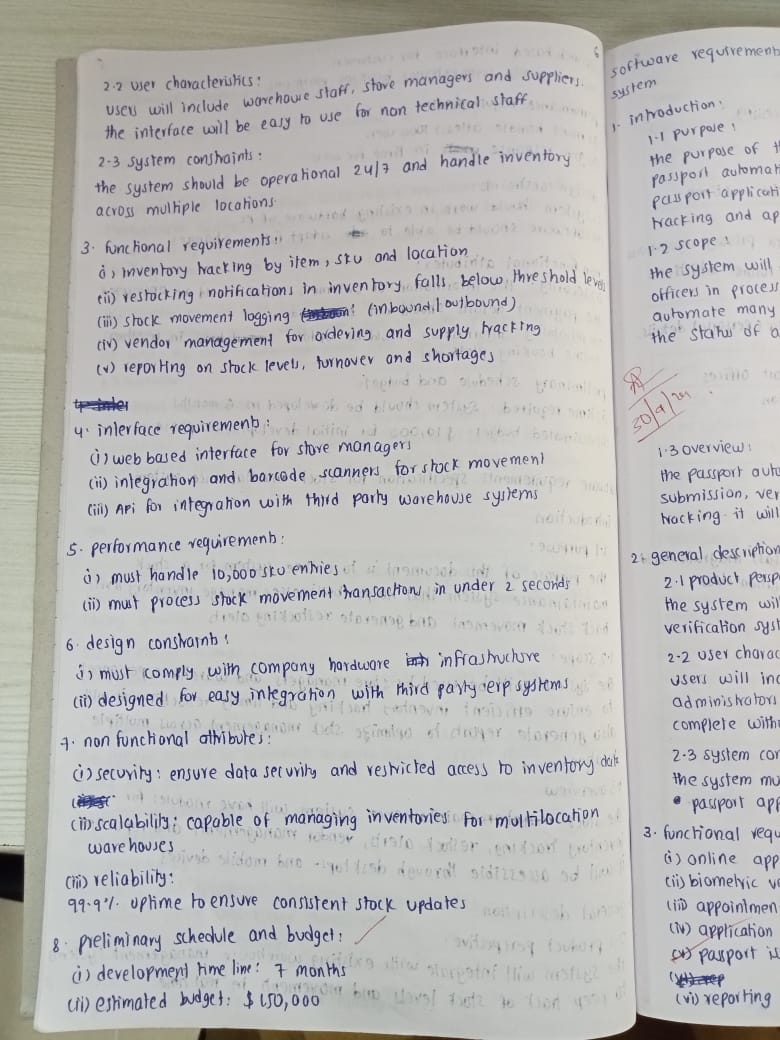 6
2.2 user characteristics:
users will include warehouse staff, store managers and suppliers.
the interface will be easy to use for non technical staff
2-3 system constraints:
the system should be operational 24/7 and handle inventory
across multiple locations.
3. functional requirements:
(i) inventory tracking by item, sku and location
(ii) restocking notifications in inventory falls below threshold levels
(iii) stock movement logging (inbound / outbound)
(iv) vendor management for ordering and supply tracking
(v) reporting on stock levels, turnover and shortages
4. interface requirements:
(i) web based interface for store managers
(ii) integration and barcode scanners for stock movement
(iii) API for integration with third party warehouse systems
5. performance requirements:
(i) must handle 10,000 sku entries
(ii) must process stock movement transactions in under 2 seconds
6. design constraints:
(i) must comply with company hardware infrastructure
(ii) designed for easy integration with third party erp systems
7. non functional attributes:
(i) security: ensure data security and restricted access to inventory data
(ii) scalability: capable of managing inventories for multilocation
ware houses
(iii) reliability:
99.9%. uptime to ensure consistent stock updates
8. preliminary schedule and budget:
(i) development time line: 7 months
(ii) estimated budget: $150,000
software requirement
system
1. introduction:
1.1 purpose:
the purpose of th
passport automat
passport applicati
tracking and ap
1.2 scope:
the system will
officers in process
automate many
the status of a
30/9/24
1.3 overview:
the passport auto
submission, ver
tracking. it will
2. general description
2.1 product persp
the system will
verification syst
2-2 user charac
users will inc
administrators
complete with
2-3 system con
the system mu
• passport app
3. functional requ
(i) online app
(ii) biometric ve
(iii) appointmen
(iv) application
(v) passport is
(vi) reporting